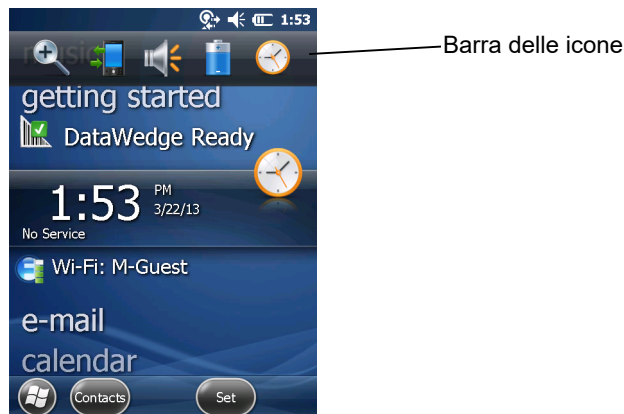 1:53
Barra delle icone
music
getting started
DataWedge Ready
1:53 PM
3/22/13
No Service
Wi-Fi: M-Guest
e-mail
calendar
Contacts
Set